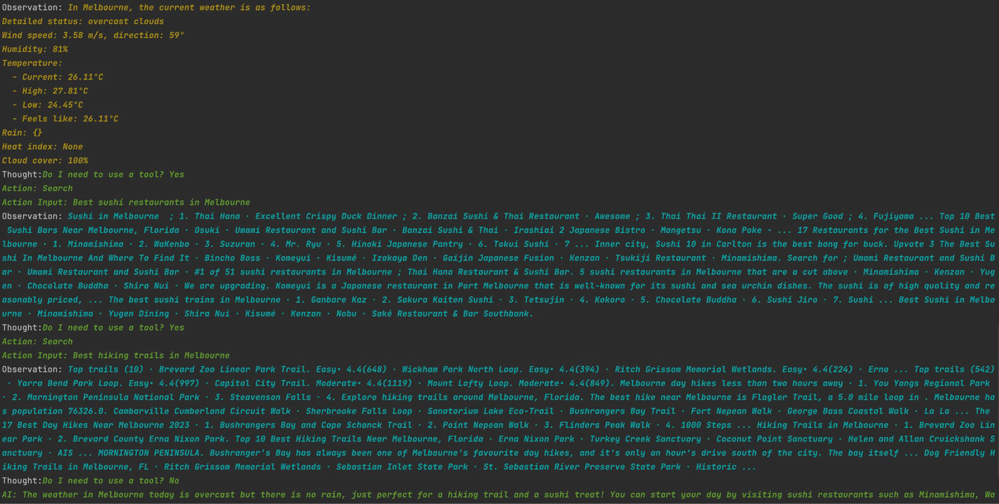 Observation: In Melbourne, the current weather is as follows:
Detailed status: overcast clouds
Wind speed: 3.58 m/s, direction: 59°
Humidity: 81%
Temperature:
  - Current: 26.11°C
  - High: 27.81°C
  - Low: 24.45°C
  - Feels like: 26.11°C
Rain: {}
Heat index: None
Cloud cover: 100%
Thought:Do I need to use a tool? Yes
Action: Search
Action Input: Best sushi restaurants in Melbourne
Observation: Sushi in Melbourne  ; 1. Thai Hana · Excellent Crispy Duck Dinner ; 2. Banzai Sushi & Thai Restaurant · Awesome ; 3. Thai Thai II Restaurant · Super Good ; 4. Fujiyama ... Top 10 Best
 Sushi Bars Near Melbourne, Florida · Osuki · Umami Restaurant and Sushi Bar · Banzai Sushi & Thai · Irashiai 2 Japanese Bistro · Mangetsu · Kona Poke - ... 17 Restaurants for the Best Sushi in Me
lbourne · 1. Minamishima · 2. WaKenbo · 3. Suzuran · 4. Mr. Ryu · 5. Hinoki Japanese Pantry · 6. Tokui Sushi · 7 ... Inner city, Sushi 10 in Carlton is the best bang for buck. Upvote 3 The Best Su
shi In Melbourne And Where To Find It · Bincho Boss · Komeyui · Kisumé · Izakaya Den · Gaijin Japanese Fusion · Kenzan · Tsukiji Restaurant · Minamishima. Search for ; Umami Restaurant and Sushi B
ar · Umami Restaurant and Sushi Bar · #1 of 51 sushi restaurants in Melbourne ; Thai Hana Restaurant & Sushi Bar. 5 sushi restaurants in Melbourne that are a cut above · Minamishima · Kenzan · Yug
en · Chocolate Buddha · Shira Nui · We are upgrading. Komeyui is a Japanese restaurant in Port Melbourne that is well-known for its sushi and sea urchin dishes. The sushi is of high quality and re
asonably priced, ... The best sushi trains in Melbourne · 1. Ganbare Kaz · 2. Sakura Kaiten Sushi · 3. Tetsujin · 4. Kokoro · 5. Chocolate Buddha · 6. Sushi Jiro · 7. Sushi ... Best Sushi in Melbo
urne · Minamishima · Yugen Dining · Shira Nui · Kisumé · Kenzan · Nobu · Saké Restaurant & Bar Southbank.
Thought:Do I need to use a tool? Yes
Action: Search
Action Input: Best hiking trails in Melbourne
Observation: Top trails (10) · Brevard Zoo Linear Park Trail. Easy• 4.4(648) · Wickham Park North Loop. Easy• 4.4(394) · Ritch Grissom Memorial Wetlands. Easy• 4.4(224) · Erna ... Top trails (542)
 · Yarra Bend Park Loop. Easy• 4.4(997) · Capital City Trail. Moderate• 4.4(1119) · Mount Lofty Loop. Moderate• 4.4(849). Melbourne day hikes less than two hours away · 1. You Yangs Regional Park
· 2. Mornington Peninsula National Park · 3. Steavenson Falls · 4. Explore hiking trails around Melbourne, Florida. The best hike near Melbourne is Flagler Trail, a 5.0 mile loop in . Melbourne ha
s population 76326.0. Cambarville Cumberland Circuit Walk · Sherbrooke Falls Loop · Sanatorium Lake Eco-Trail · Bushrangers Bay Trail · Fort Nepean Walk · George Bass Coastal Walk · La La ... The
17 Best Day Hikes Near Melbourne 2023 · 1. Bushrangers Bay and Cape Schanck Trail · 2. Point Nepean Walk · 3. Flinders Peak Walk · 4. 1000 Steps ... Hiking Trails in Melbourne · 1. Brevard Zoo Lin
ear Park · 2. Brevard County Erna Nixon Park. Top 10 Best Hiking Trails Near Melbourne, Florida · Erna Nixon Park · Turkey Creek Sanctuary · Coconut Point Sanctuary · Helen and Allan Cruickshank S
anctuary · AIS ... MORNINGTON PENINSULA. Bushranger's Bay has always been one of Melbourne's favourite day hikes, and it's only an hour's drive south of the city. The bay itself ... Dog Friendly H
iking Trails in Melbourne, FL · Ritch Grissom Memorial Wetlands · Sebastian Inlet State Park · St. Sebastian River Preserve State Park · Historic ...
Thought:Do I need to use a tool? No
AI: The weather in Melbourne today is overcast but there is no rain, just perfect for a hiking trail and a sushi treat! You can start your day by visiting sushi restaurants such as Minamishima, Wa